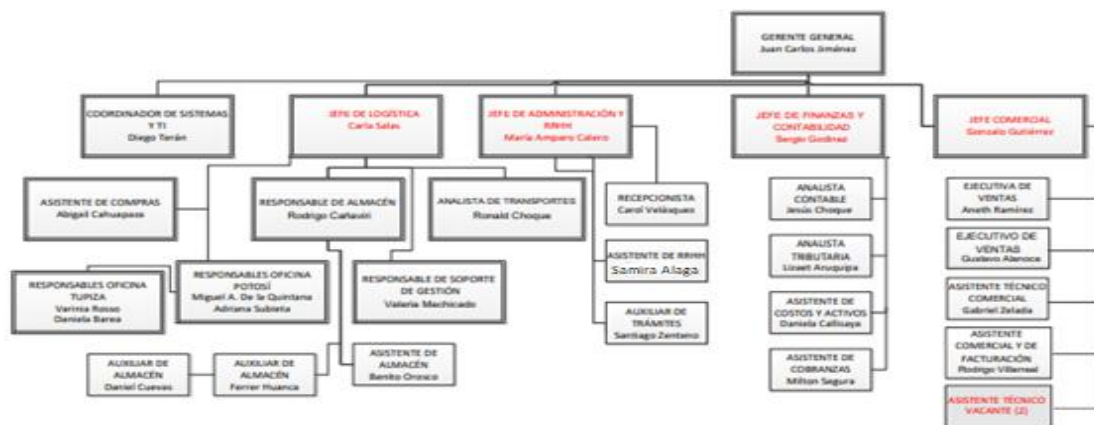 GERENTE GENERAL
Juan Carlos Jiménez
COORDINADOR DE SISTEMAS
Y TI
Diego Terán
JEFE DE LOGÍSTICA
Carla Salas
JEFE DE ADMINISTRACIÓN Y
RRHH
María Amparo Calero
JEFE DE FINANZAS Y
CONTABILIDAD
Sergio Godinez
JEFE COMERCIAL
Gonzalo Gutiérrez
ASISTENTE DE COMPRAS
Abigail Cahuapaza
RESPONSABLE DE ALMACÉN
Rodrigo Cañaviri
ANALISTA DE TRANSPORTES
Ronald Choque
RECEPCIONISTA
Carol Velásquez
ANALISTA
CONTABLE
Jesús Choque
EJECUTIVA DE
VENTAS
Aneth Ramírez
RESPONSABLES OFICINA
TUPIZA
Varinia Rosso
Daniela Barea
RESPONSABLES OFICINA
POTOSÍ
Miguel A. De la Quintana
Adriana Subieta
RESPONSABLE DE SOPORTE
DE GESTIÓN
Valeria Machicado
ASISTENTE DE RRHH
Samira Alaga
ANALISTA
TRIBUTARIA
Lizeet Aruquipa
EJECUTIVO DE
VENTAS
Gustavo Alanoca
AUXILIAR DE
TRÁMITES
Santiago Zenteno
ASISTENTE DE
COSTOS Y ACTIVOS
Daniela Callisaya
ASISTENTE TÉCNICO
COMERCIAL
Gabriel Zelada
AUXILIAR DE
ALMACÉN
Daniel Cuevas
AUXILIAR DE
ALMACÉN
Ferrer Huanca
ASISTENTE DE
ALMACÉN
Benito Orosco
ASISTENTE DE
COBRANZAS
Milton Segura
ASISTENTE
COMERCIAL Y DE
FACTURACIÓN
Rodrigo Villarreal
ASISTENTE TÉCNICO
VACANTE (2)